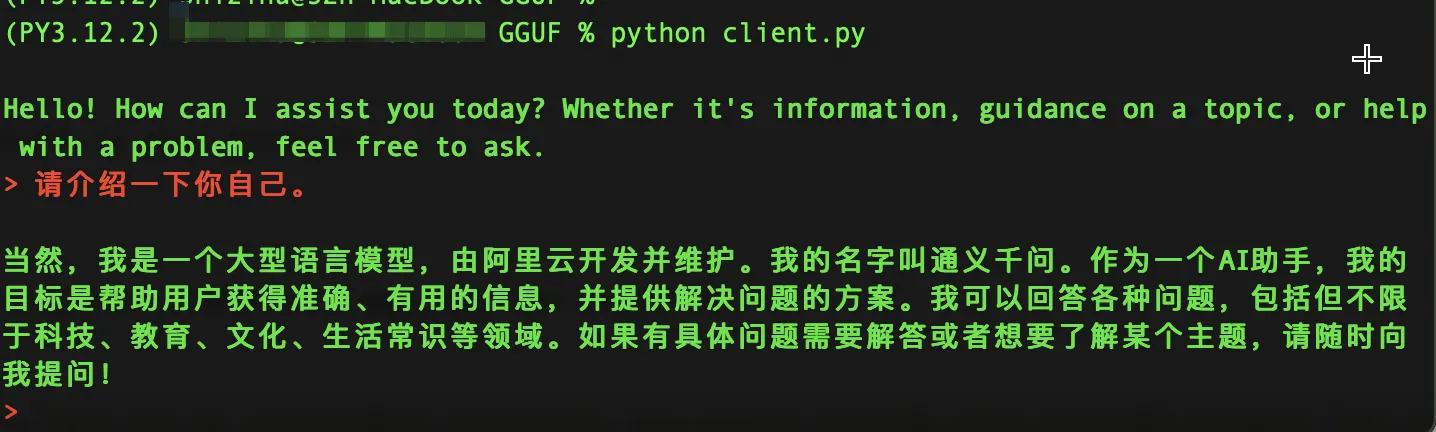 (PY3.12.2) GGUF % python client.py
Hello! How can I assist you today? Whether it's information, guidance on a topic, or help
with a problem, feel free to ask.
> 请介绍一下你自己。
当然，我是一个大型语言模型，由阿里云开发并维护。我的名字叫通义千问。作为一个AI助手，我的
目标是帮助用户获得准确、有用的信息，并提供解决问题的方案。我可以回答各种问题，包括但不限
于科技、教育、文化、生活常识等领域。如果有具体问题需要解答或者想要了解某个主题，请随时向
我提问！
>